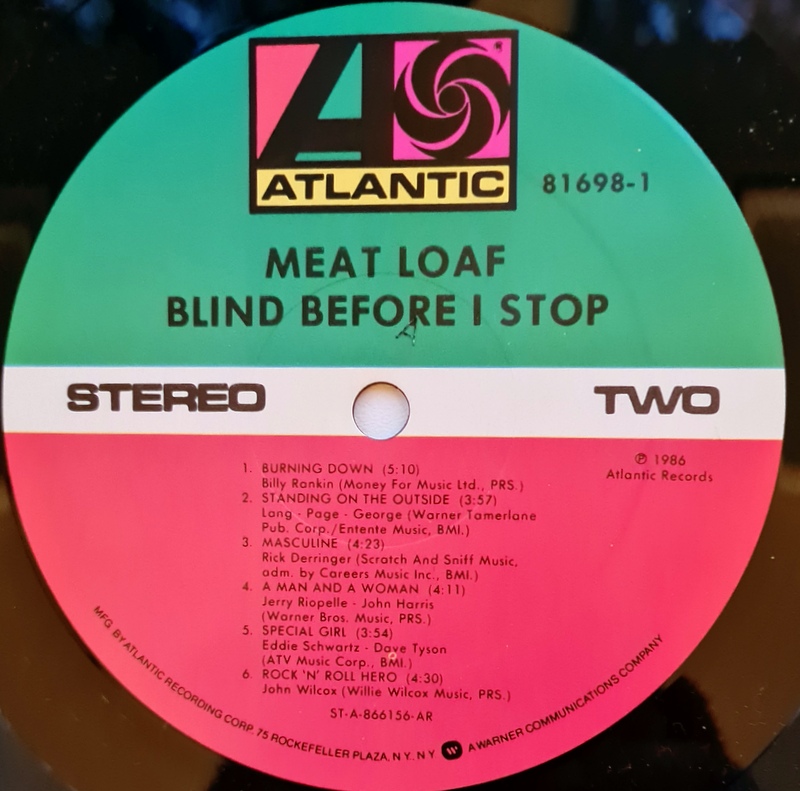 ATLANTIC
81698-1
MEAT LOAF
BLIND BEFORE I STOP
A
STEREO
TWO
℗ 1986
Atlantic Records
1. BURNING DOWN (5:10)
Billy Rankin (Money For Music Ltd., PRS.)
2. STANDING ON THE OUTSIDE (3:57)
Lang - Page - George (Warner Tamerlane
Pub. Corp./Entente Music, BMI.)
3. MASCULINE (4:23)
Rick Derringer (Scratch And Sniff Music,
adm. by Careers Music Inc., BMI.)
4. A MAN AND A WOMAN (4:11)
Jerry Riopelle - John Harris
(Warner Bros. Music, PRS.)
5. SPECIAL GIRL (3:54)
Eddie Schwartz - Dave Tyson
(ATV Music Corp., BMI.)
6. ROCK 'N' ROLL HERO (4:30)
John Wilcox (Willie Wilcox Music, PRS.)
ST-A-866156-AR
MFG. BY ATLANTIC RECORDING CORP. 75 ROCKEFELLER PLAZA, N.Y. N.Y. A WARNER COMMUNICATIONS COMPANY